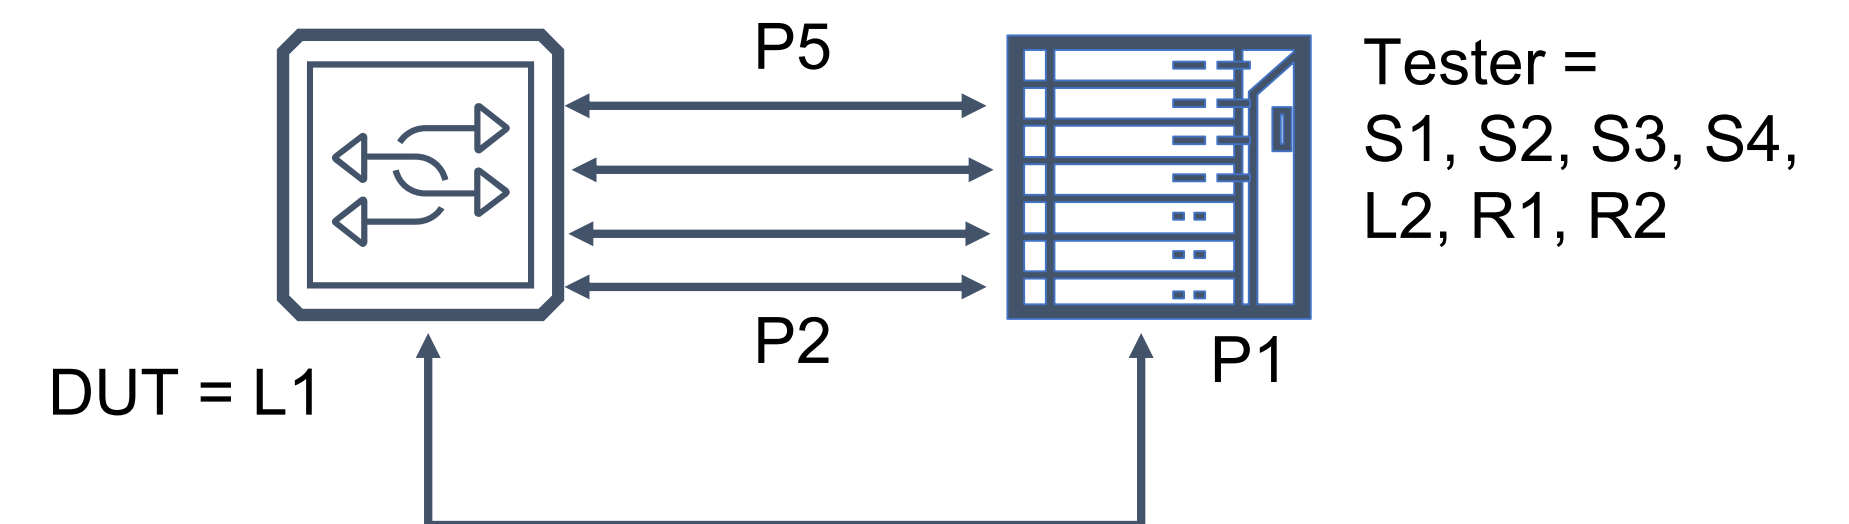 P5
Tester =
S1, S2, S3, S4,
L2, R1, R2
P2
P1
DUT = L1